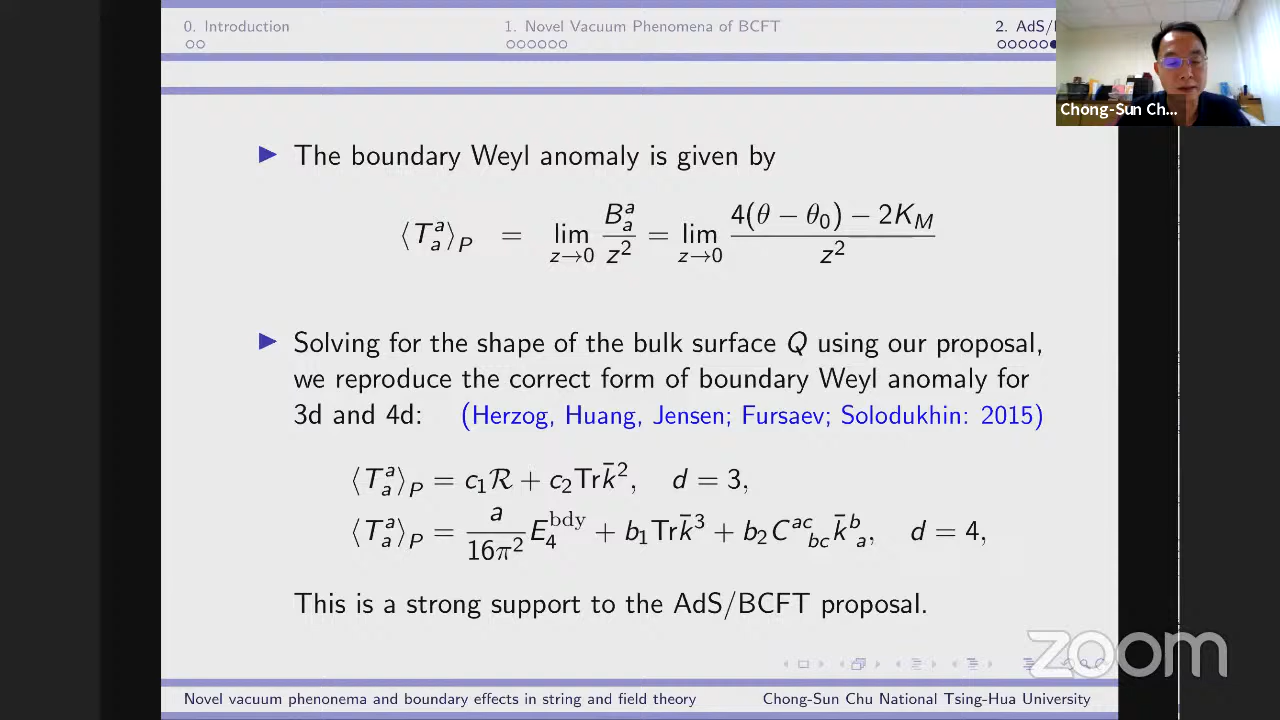 0. Introduction
1. Novel Vacuum Phenomena of BCFT
2. AdS/
Chong-Sun Ch...
▶ The boundary Weyl anomaly is given by
⟨T^a_a⟩_P = lim_{z→0} B^a_a / z^2 = lim_{z→0} (4(θ − θ_0) − 2K_M) / z^2
▶ Solving for the shape of the bulk surface Q using our proposal,
we reproduce the correct form of boundary Weyl anomaly for
3d and 4d: (Herzog, Huang, Jensen; Fursaev; Solodukhin: 2015)
⟨T^a_a⟩_P = c_1 ℛ + c_2 Tr k̄^2, d = 3,
⟨T^a_a⟩_P = a/(16π^2) E_4^{bdy} + b_1 Tr k̄^3 + b_2 C^{ac}_{bc} k̄^b_a, d = 4,
This is a strong support to the AdS/BCFT proposal.
zoom
Novel vacuum phenonema and boundary effects in string and field theory
Chong-Sun Chu National Tsing-Hua University